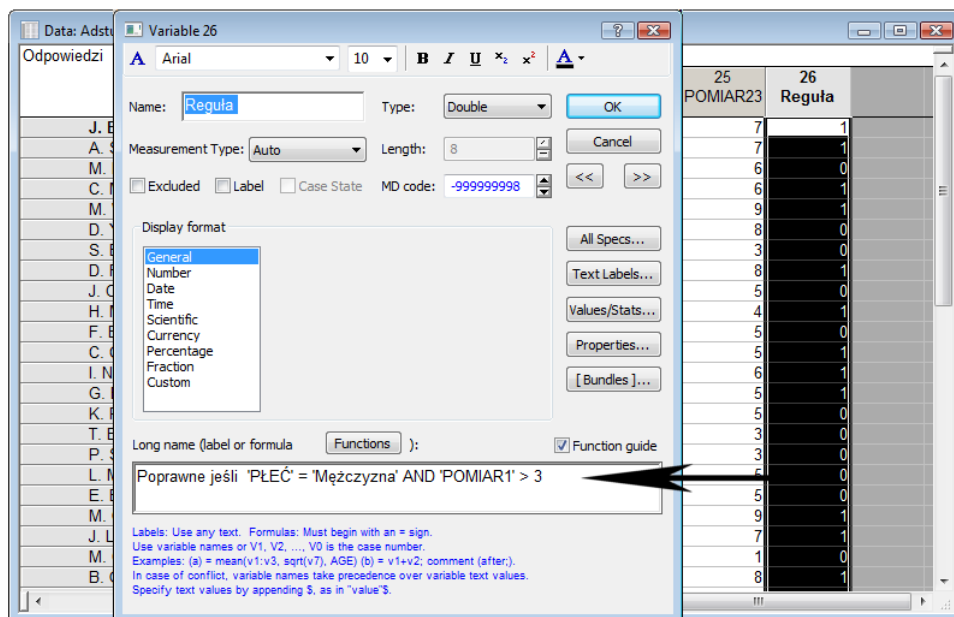 Data: Adstu
Odpowiedzi
J. E
A. S
M.
C. M
M.
D. Y
S. E
D. F
J. C
H. M
F. E
C. C
I. N
G. I
K. F
T. E
P. S
L. M
E. E
M.
J. L
M.
B. C
Variable 26
A Arial 10 B I U x₂ x² A
Name: Reguła Type: Double OK
Measurement Type: Auto Length: 8 Cancel
Excluded Label Case State MD code: -999999998 << >>
Display format
General
Number
Date
Time
Scientific
Currency
Percentage
Fraction
Custom
All Specs...
Text Labels...
Values/Stats...
Properties...
[ Bundles ]...
Long name (label or formula Functions ): Function guide
Poprawne jeśli 'PŁEĆ' = 'Mężczyzna' AND 'POMIAR1' > 3
Labels: Use any text. Formulas: Must begin with an = sign.
Use variable names or V1, V2, ..., V0 is the case number.
Examples: (a) = mean(v1:v3, sqrt(v7), AGE) (b) = v1+v2; comment (after;).
In case of conflict, variable names take precedence over variable text values.
Specify text values by appending $, as in "value"$.
25 26
POMIAR23 Reguła
7 1
7 1
6 0
6 1
9 1
8 0
3 0
8 1
5 0
4 1
5 0
5 1
6 1
5 1
5 0
3 0
3 0
0
5 0
9 1
7 1
1 0
8 1